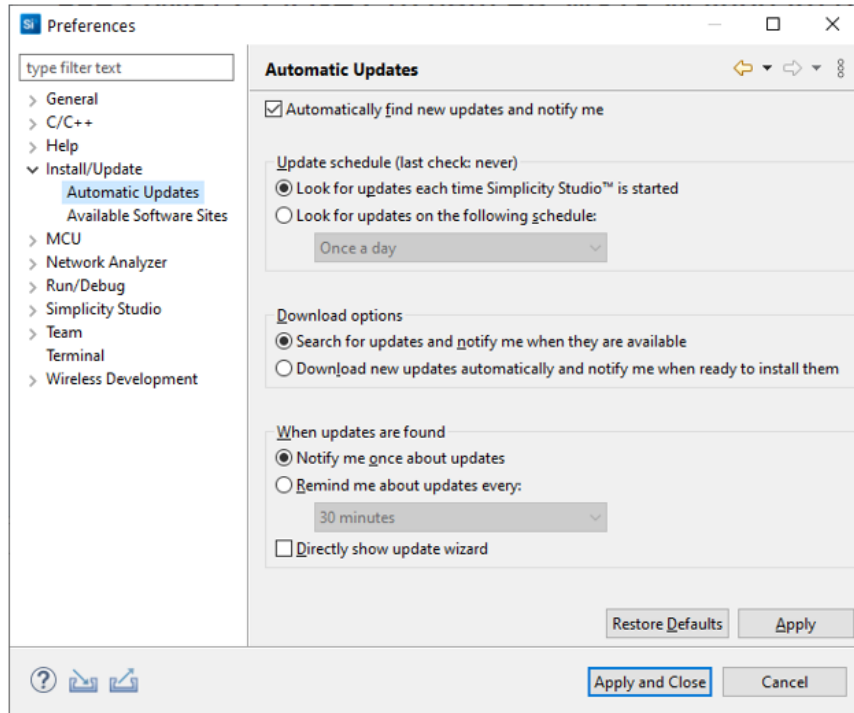 Si Preferences
type filter text
General
C/C++
Help
Install/Update
Automatic Updates
Available Software Sites
MCU
Network Analyzer
Run/Debug
Simplicity Studio
Team
Terminal
Wireless Development
Automatic Updates
Automatically find new updates and notify me
Update schedule (last check: never)
Look for updates each time Simplicity Studio™ is started
Look for updates on the following schedule:
Once a day
Download options
Search for updates and notify me when they are available
Download new updates automatically and notify me when ready to install them
When updates are found
Notify me once about updates
Remind me about updates every:
30 minutes
Directly show update wizard
Restore Defaults Apply
? Apply and Close Cancel